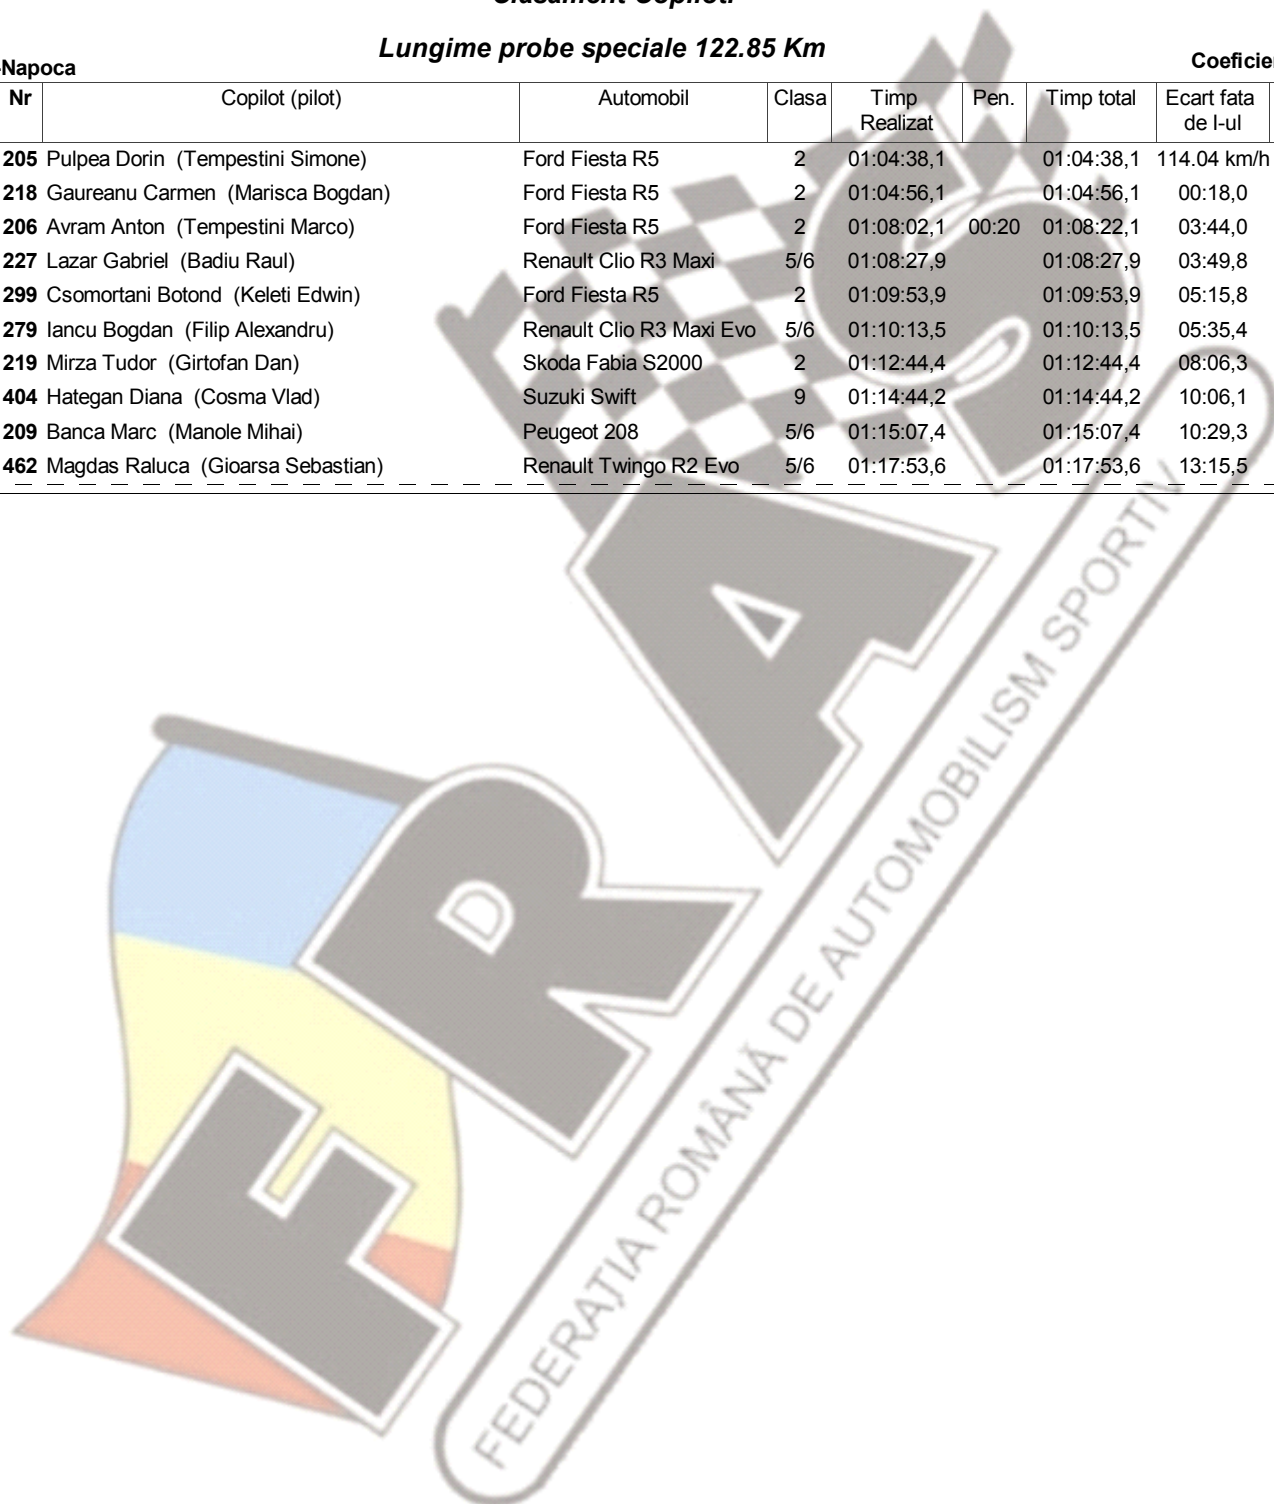 Clasament Copiloti
Lungime probe speciale 122.85 Km
-Napoca
Coeficie
Nr Copilot (pilot) Automobil Clasa Timp Realizat Pen. Timp total Ecart fata de l-ul
205 Pulpea Dorin (Tempestini Simone) Ford Fiesta R5 2 01:04:38,1 01:04:38,1 114.04 km/h
218 Gaureanu Carmen (Marisca Bogdan) Ford Fiesta R5 2 01:04:56,1 01:04:56,1 00:18,0
206 Avram Anton (Tempestini Marco) Ford Fiesta R5 2 01:08:02,1 00:20 01:08:22,1 03:44,0
227 Lazar Gabriel (Badiu Raul) Renault Clio R3 Maxi 5/6 01:08:27,9 01:08:27,9 03:49,8
299 Csomortani Botond (Keleti Edwin) Ford Fiesta R5 2 01:09:53,9 01:09:53,9 05:15,8
279 Iancu Bogdan (Filip Alexandru) Renault Clio R3 Maxi Evo 5/6 01:10:13,5 01:10:13,5 05:35,4
219 Mirza Tudor (Girtofan Dan) Skoda Fabia S2000 2 01:12:44,4 01:12:44,4 08:06,3
404 Hategan Diana (Cosma Vlad) Suzuki Swift 9 01:14:44,2 01:14:44,2 10:06,1
209 Banca Marc (Manole Mihai) Peugeot 208 5/6 01:15:07,4 01:15:07,4 10:29,3
462 Magdas Raluca (Gioarsa Sebastian) Renault Twingo R2 Evo 5/6 01:17:53,6 01:17:53,6 13:15,5
FRAS
FEDERAȚIA ROMÂNĂ DE AUTOMOBILISM SPORTIV